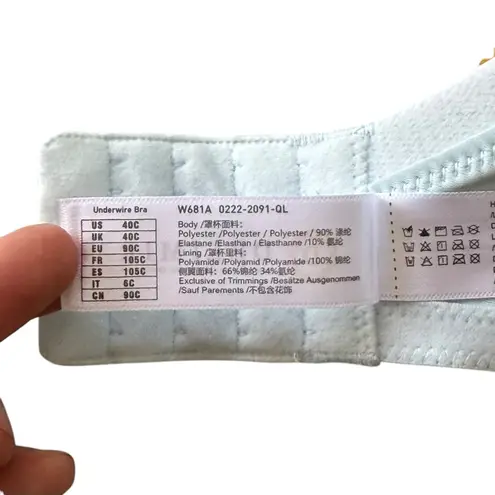 Underwire Bra
US 40C
UK 40C
EU 90C
FR 105C
ES 105C
IT 6C
CN 90C
W681A 0222-2091-QL
Body /罩杯面料:
Polyester /Polyester / Polyester / 90% 涤纶
Elastane /Elasthan / Élasthanne /10% 氨纶
Lining /罩杯里料:
Polyamide /Polyamid /Polyamide /100% 锦纶
侧翼面料: 66%锦纶 34%氨纶
Exclusive of Trimmings /Besätze Ausgenommen
/Sauf Parements /不包含花饰